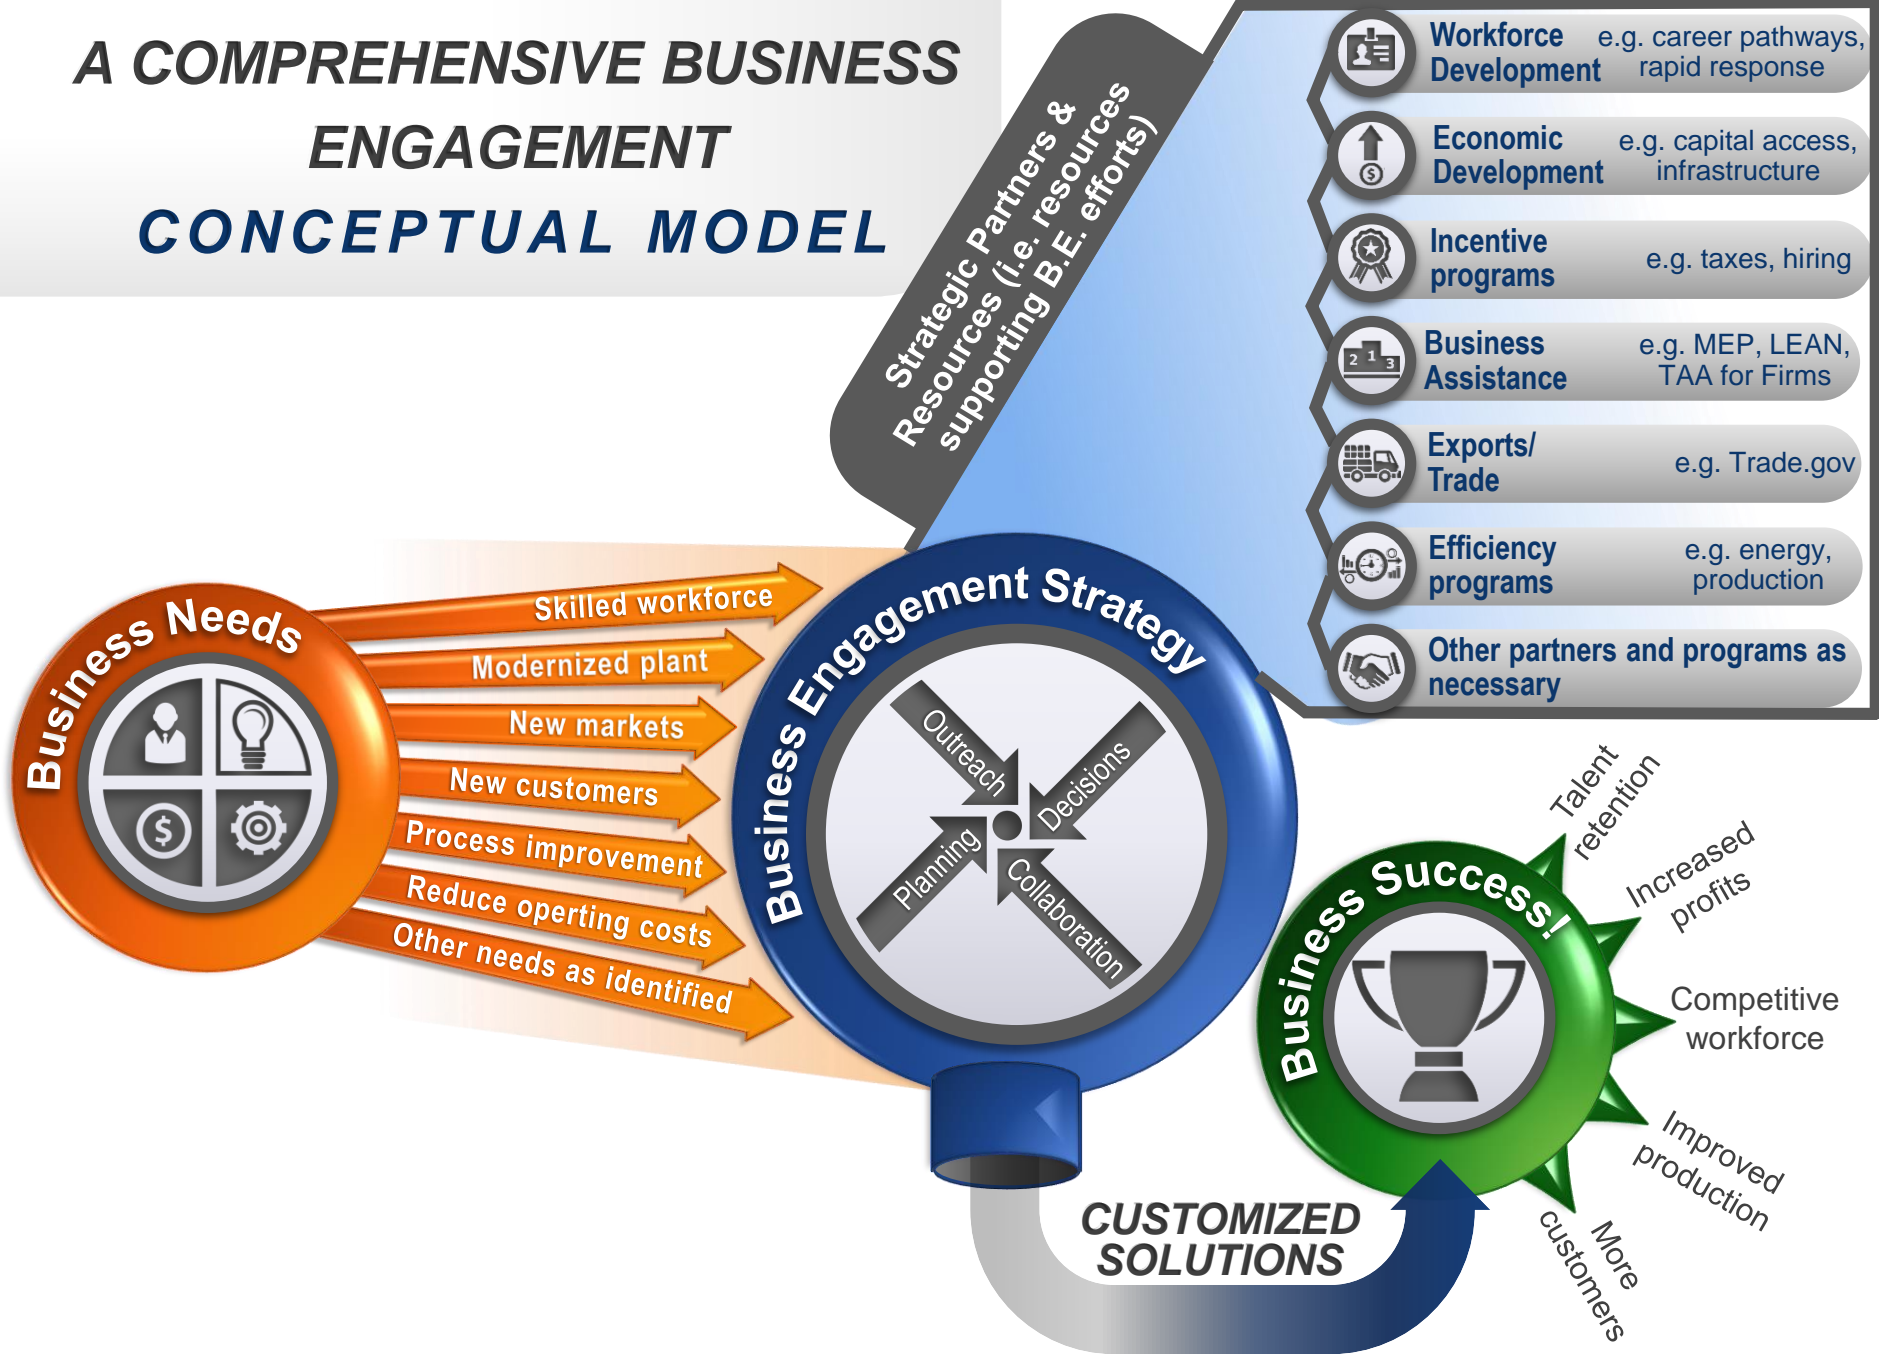 A COMPREHENSIVE BUSINESS
ENGAGEMENT
CONCEPTUAL MODEL
Strategic Partners &
Resources (i.e. resources
supporting B.E. efforts)
Workforce
Development
e.g. career pathways,
rapid response
Economic
Development
e.g. capital access,
infrastructure
Incentive
programs
e.g. taxes, hiring
Business
Assistance
e.g. MEP, LEAN,
TAA for Firms
2 1 3
Exports/
Trade
e.g. Trade.gov
Efficiency
programs
e.g. energy,
production
Other partners and programs as
necessary
Business Needs
$
Skilled workforce
Modernized plant
New markets
New customers
Process improvement
Reduce operting costs
Other needs as identified
Business Engagement Strategy
Outreach
Decisions
Planning
Collaboration
CUSTOMIZED
SOLUTIONS
Business Success!
Talent
retention
Increased
profits
Competitive
workforce
Improved
production
More
customers